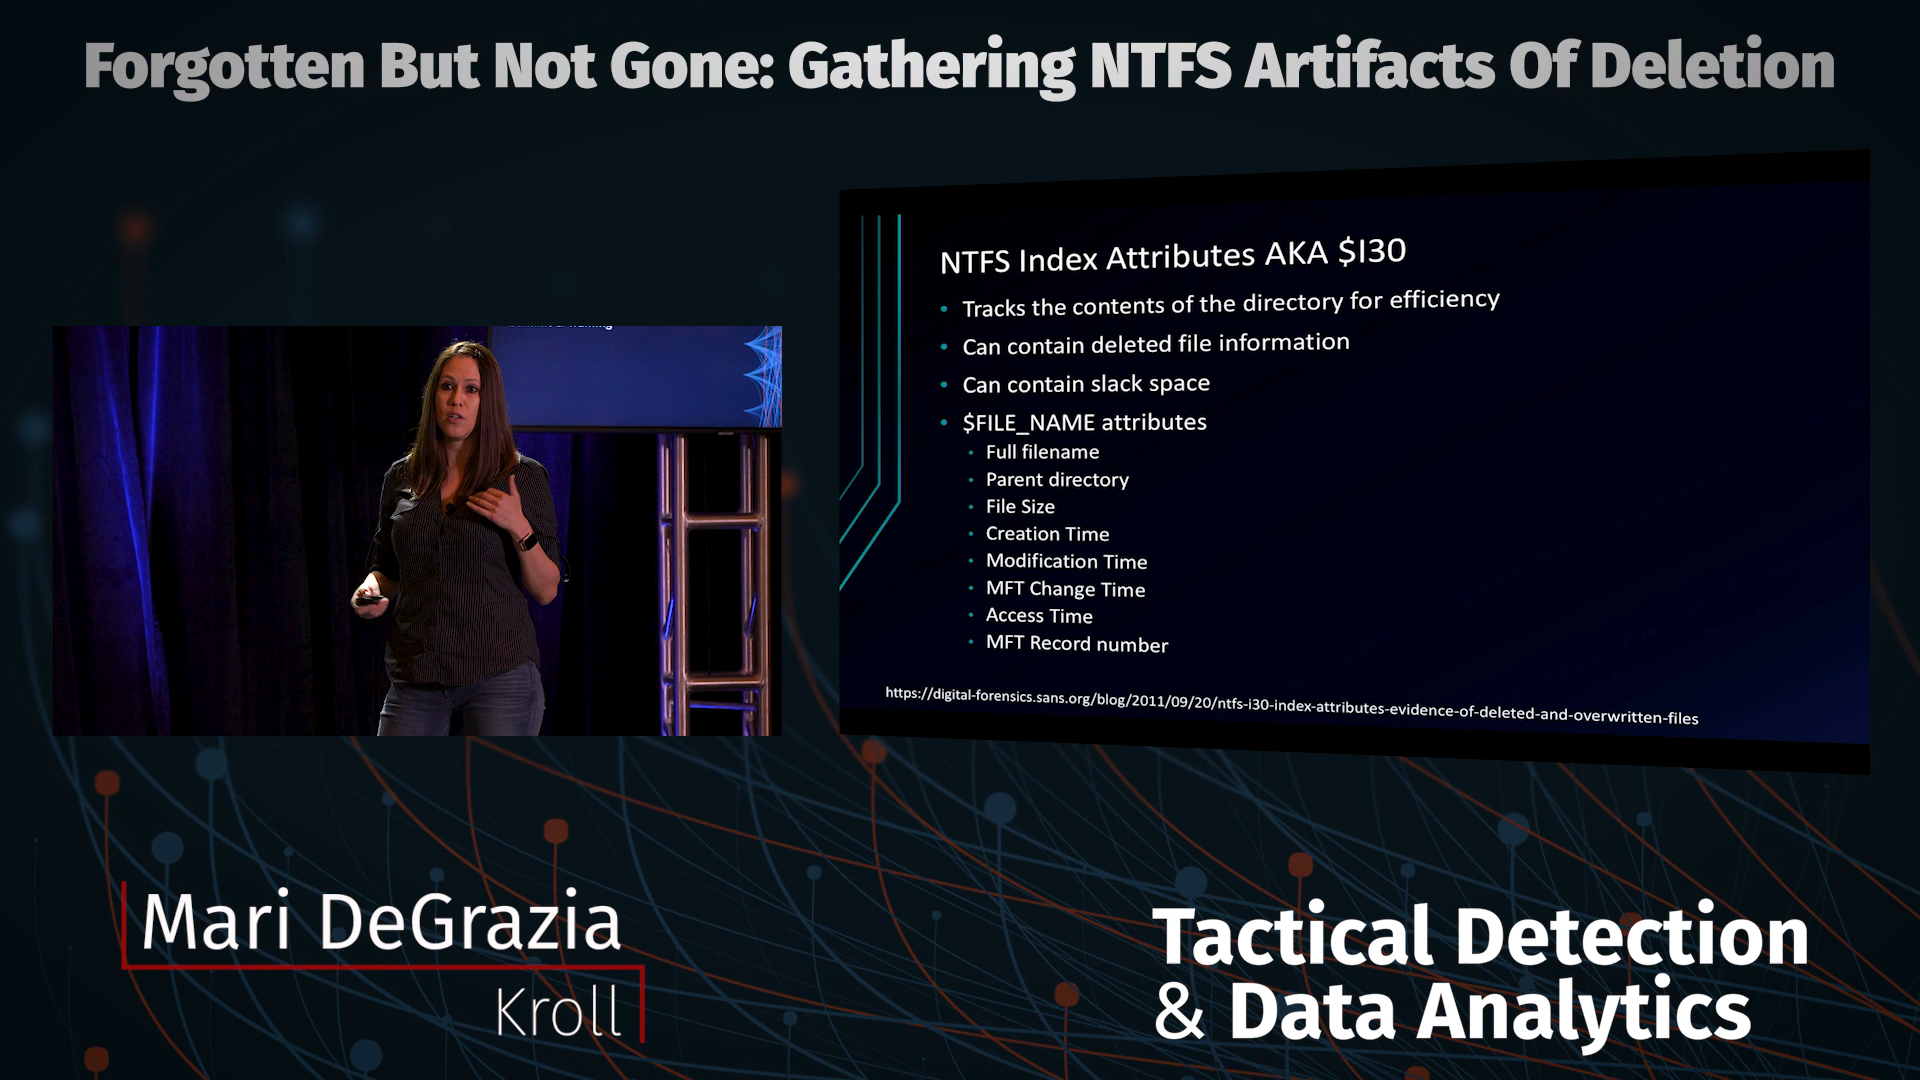 Forgotten But Not Gone: Gathering NTFS Artifacts Of Deletion
NTFS Index Attributes AKA $I30
• Tracks the contents of the directory for efficiency
• Can contain deleted file information
• Can contain slack space
• $FILE_NAME attributes
• Full filename
• Parent directory
• File Size
• Creation Time
• Modification Time
• MFT Change Time
• Access Time
• MFT Record number
https://digital-forensics.sans.org/blog/2011/09/20/ntfs-i30-index-attributes-evidence-of-deleted-and-overwritten-files
Mari DeGrazia
Kroll
Tactical Detection
& Data Analytics